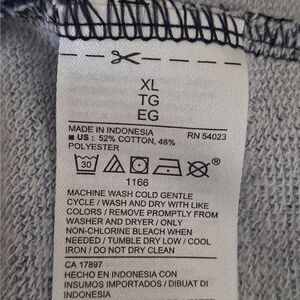 XL
TG
EG
MADE IN INDONESIA RN 54023
■ US : 52% COTTON, 48%
POLYESTER
30
1166
MACHINE WASH COLD GENTLE
CYCLE / WASH AND DRY WITH LIKE
COLORS / REMOVE PROMPTLY FROM
WASHER AND DRYER / ONLY
NON-CHLORINE BLEACH WHEN
NEEDED / TUMBLE DRY LOW / COOL
IRON / DO NOT DRY CLEAN
CA 17897
HECHO EN INDONESIA CON
INSUMOS IMPORTADOS / DIBUAT DI
INDONESIA